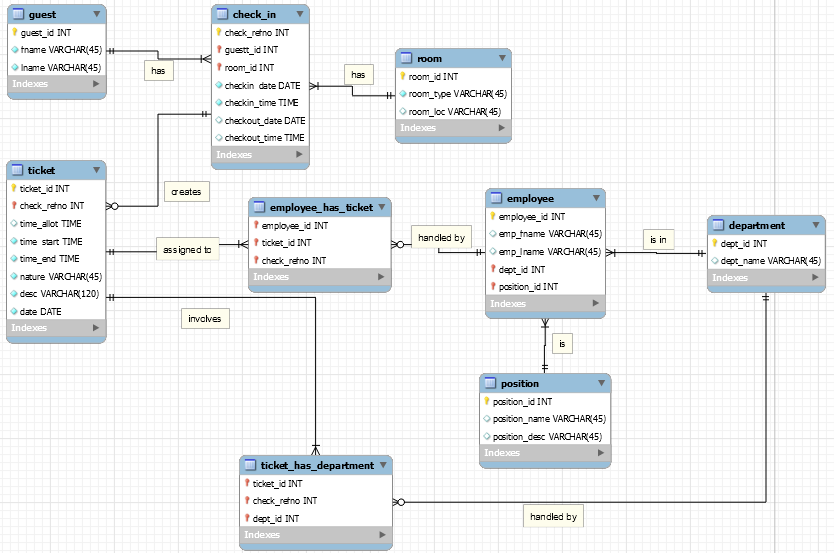 guest
guest_id INT
fname VARCHAR(45)
lname VARCHAR(45)
Indexes
has
check_in
check_refno INT
guestt_id INT
room_id INT
checkin_date DATE
checkin_time TIME
checkout_date DATE
checkout_time TIME
Indexes
has
room
room_id INT
room_type VARCHAR(45)
room_loc VARCHAR(45)
Indexes
creates
ticket
ticket_id INT
check_refno INT
time_allot TIME
time_start TIME
time_end TIME
nature VARCHAR(45)
desc VARCHAR(120)
date DATE
Indexes
assigned to
involves
employee_has_ticket
employee_id INT
ticket_id INT
check_refno INT
Indexes
handled by
employee
employee_id INT
emp_fname VARCHAR(45)
emp_lname VARCHAR(45)
dept_id INT
position_id INT
Indexes
is in
department
dept_id INT
dept_name VARCHAR(45)
Indexes
is
position
position_id INT
position_name VARCHAR(45)
position_desc VARCHAR(45)
Indexes
ticket_has_department
ticket_id INT
check_refno INT
dept_id INT
Indexes
handled by